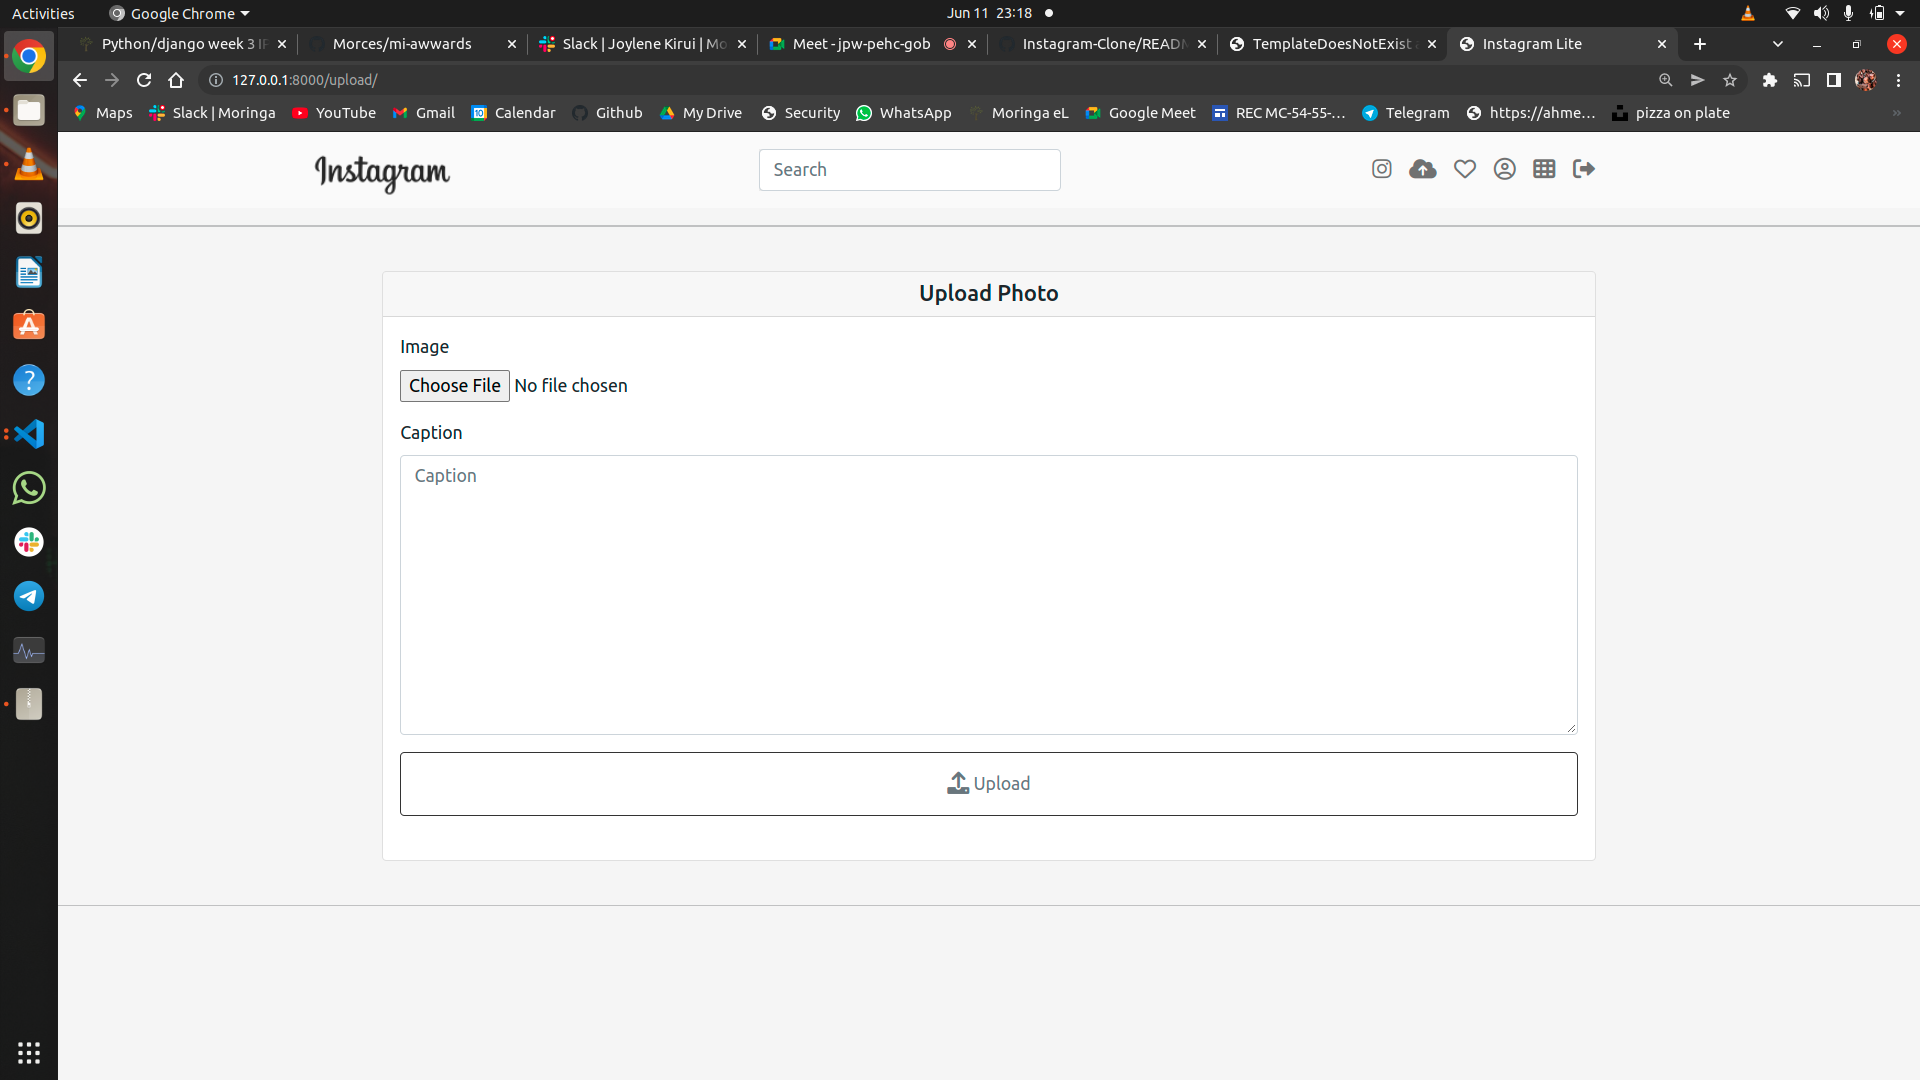 Activities
Google Chrome
Jun 11 23:18
Python/django week 3 IP
Morces/mi-awwards
Slack | Joylene Kirui | Mo
Meet - jpw-pehc-gob
Instagram-Clone/READM
TemplateDoesNotExist a
Instagram Lite
127.0.0.1:8000/upload/
Maps
Slack | Moringa
YouTube
Gmail
Calendar
Github
My Drive
Security
WhatsApp
Moringa eL
Google Meet
REC MC-54-55-...
Telegram
https://ahme...
pizza on plate
Instagram
Search
Upload Photo
Image
Choose File No file chosen
Caption
Caption
Upload